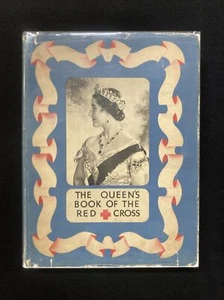 THE QUEEN'S
BOOK OF THE
RED CROSS